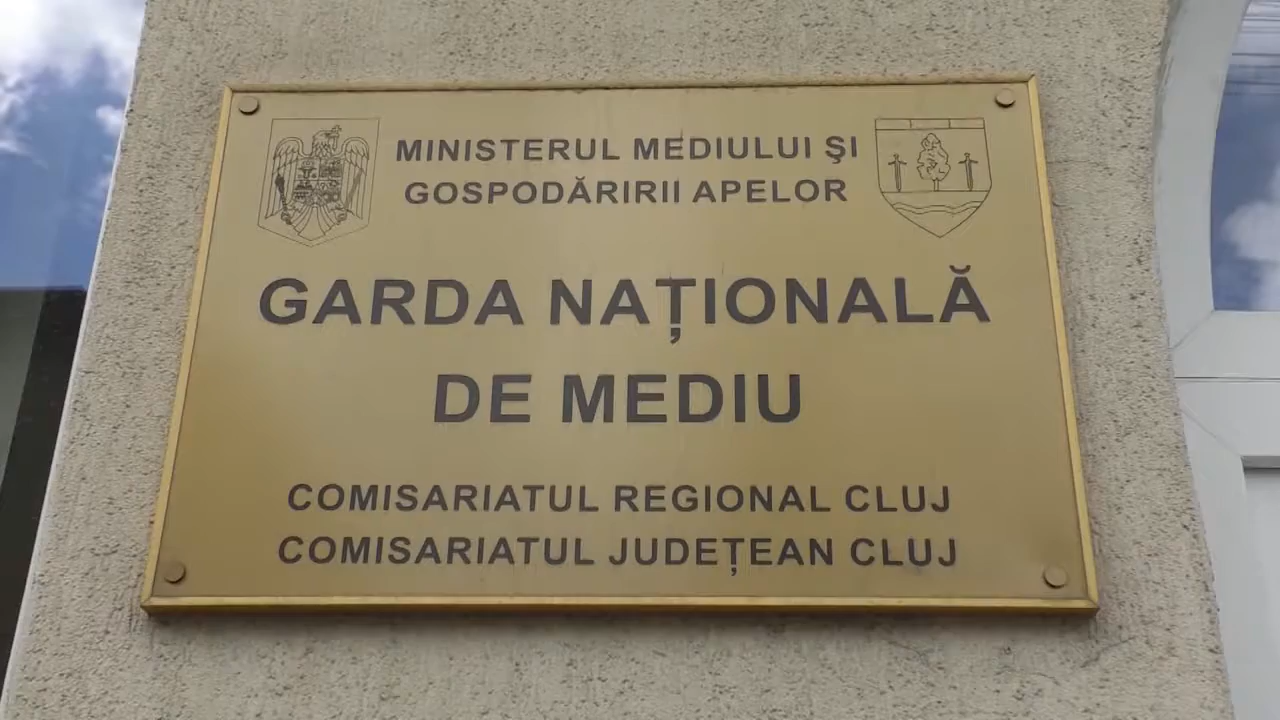 MINISTERUL MEDIULUI ŞI
GOSPODĂRIRII APELOR
GARDA NAȚIONALĂ
DE MEDIU
COMISARIATUL REGIONAL CLUJ
COMISARIATUL JUDEȚEAN CLUJ